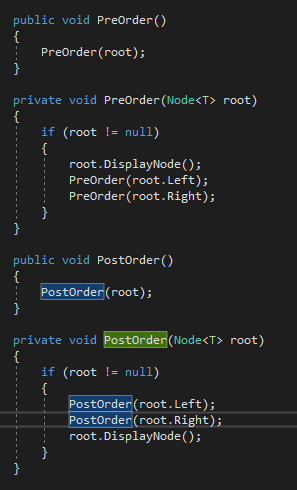 public void PreOrder()
{
PreOrder(root);
}
private void PreOrder(Node<T> root)
{
if (root != null)
{
root.DisplayNode();
PreOrder(root.Left);
PreOrder(root.Right);
}
}
public void PostOrder()
{
PostOrder(root);
}
private void PostOrder(Node<T> root)
{
if (root != null)
{
PostOrder(root.Left);
PostOrder(root.Right);
root.DisplayNode();
}
}